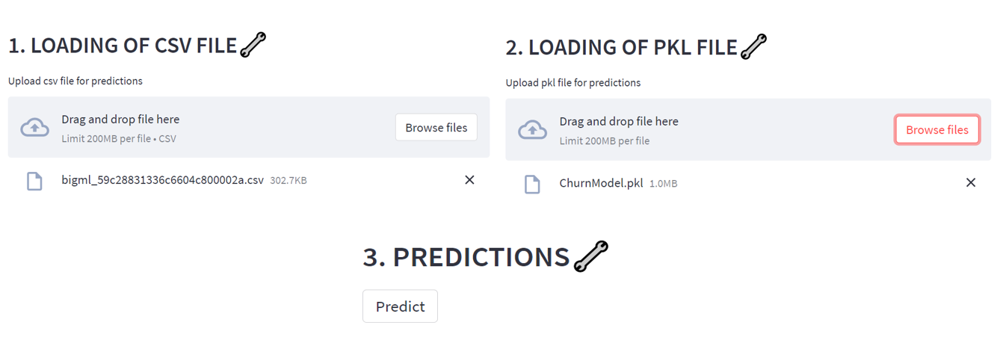 1. LOADING OF CSV FILE
Upload csv file for predictions
Drag and drop file here
Limit 200MB per file • CSV
Browse files
bigml_59c28831336c6604c800002a.csv 302.7KB
2. LOADING OF PKL FILE
Upload pkl file for predictions
Drag and drop file here
Limit 200MB per file
Browse files
ChurnModel.pkl 1.0MB
3. PREDICTIONS
Predict